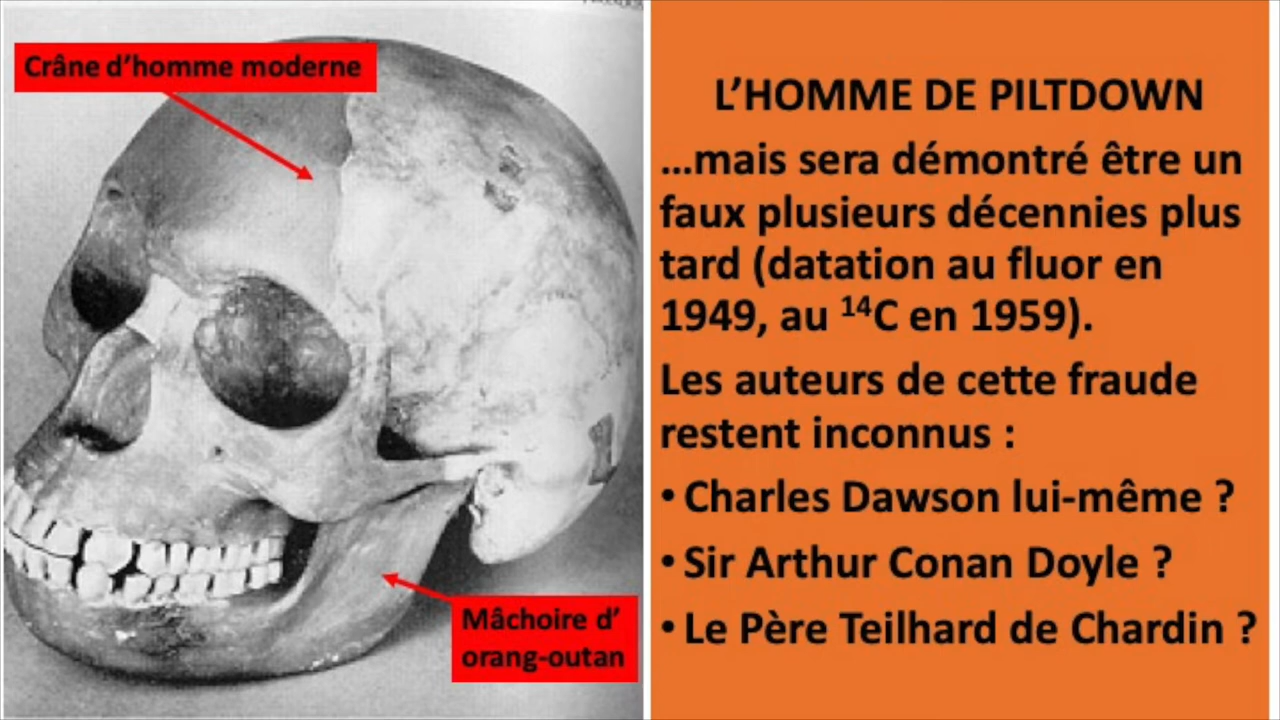 Crâne d’homme moderne
Mâchoire d’
orang-outan
L’HOMME DE PILTDOWN
…mais sera démontré être un
faux plusieurs décennies plus
tard (datation au fluor en
1949, au ¹⁴C en 1959).
Les auteurs de cette fraude
restent inconnus :
• Charles Dawson lui-même ?
• Sir Arthur Conan Doyle ?
• Le Père Teilhard de Chardin ?